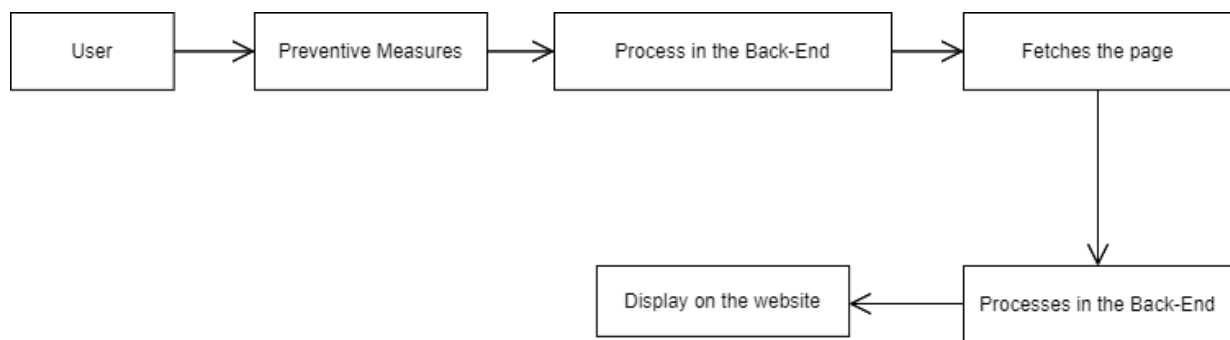 User
Preventive Measures
Process in the Back-End
Fetches the page
Processes in the Back-End
Display on the website